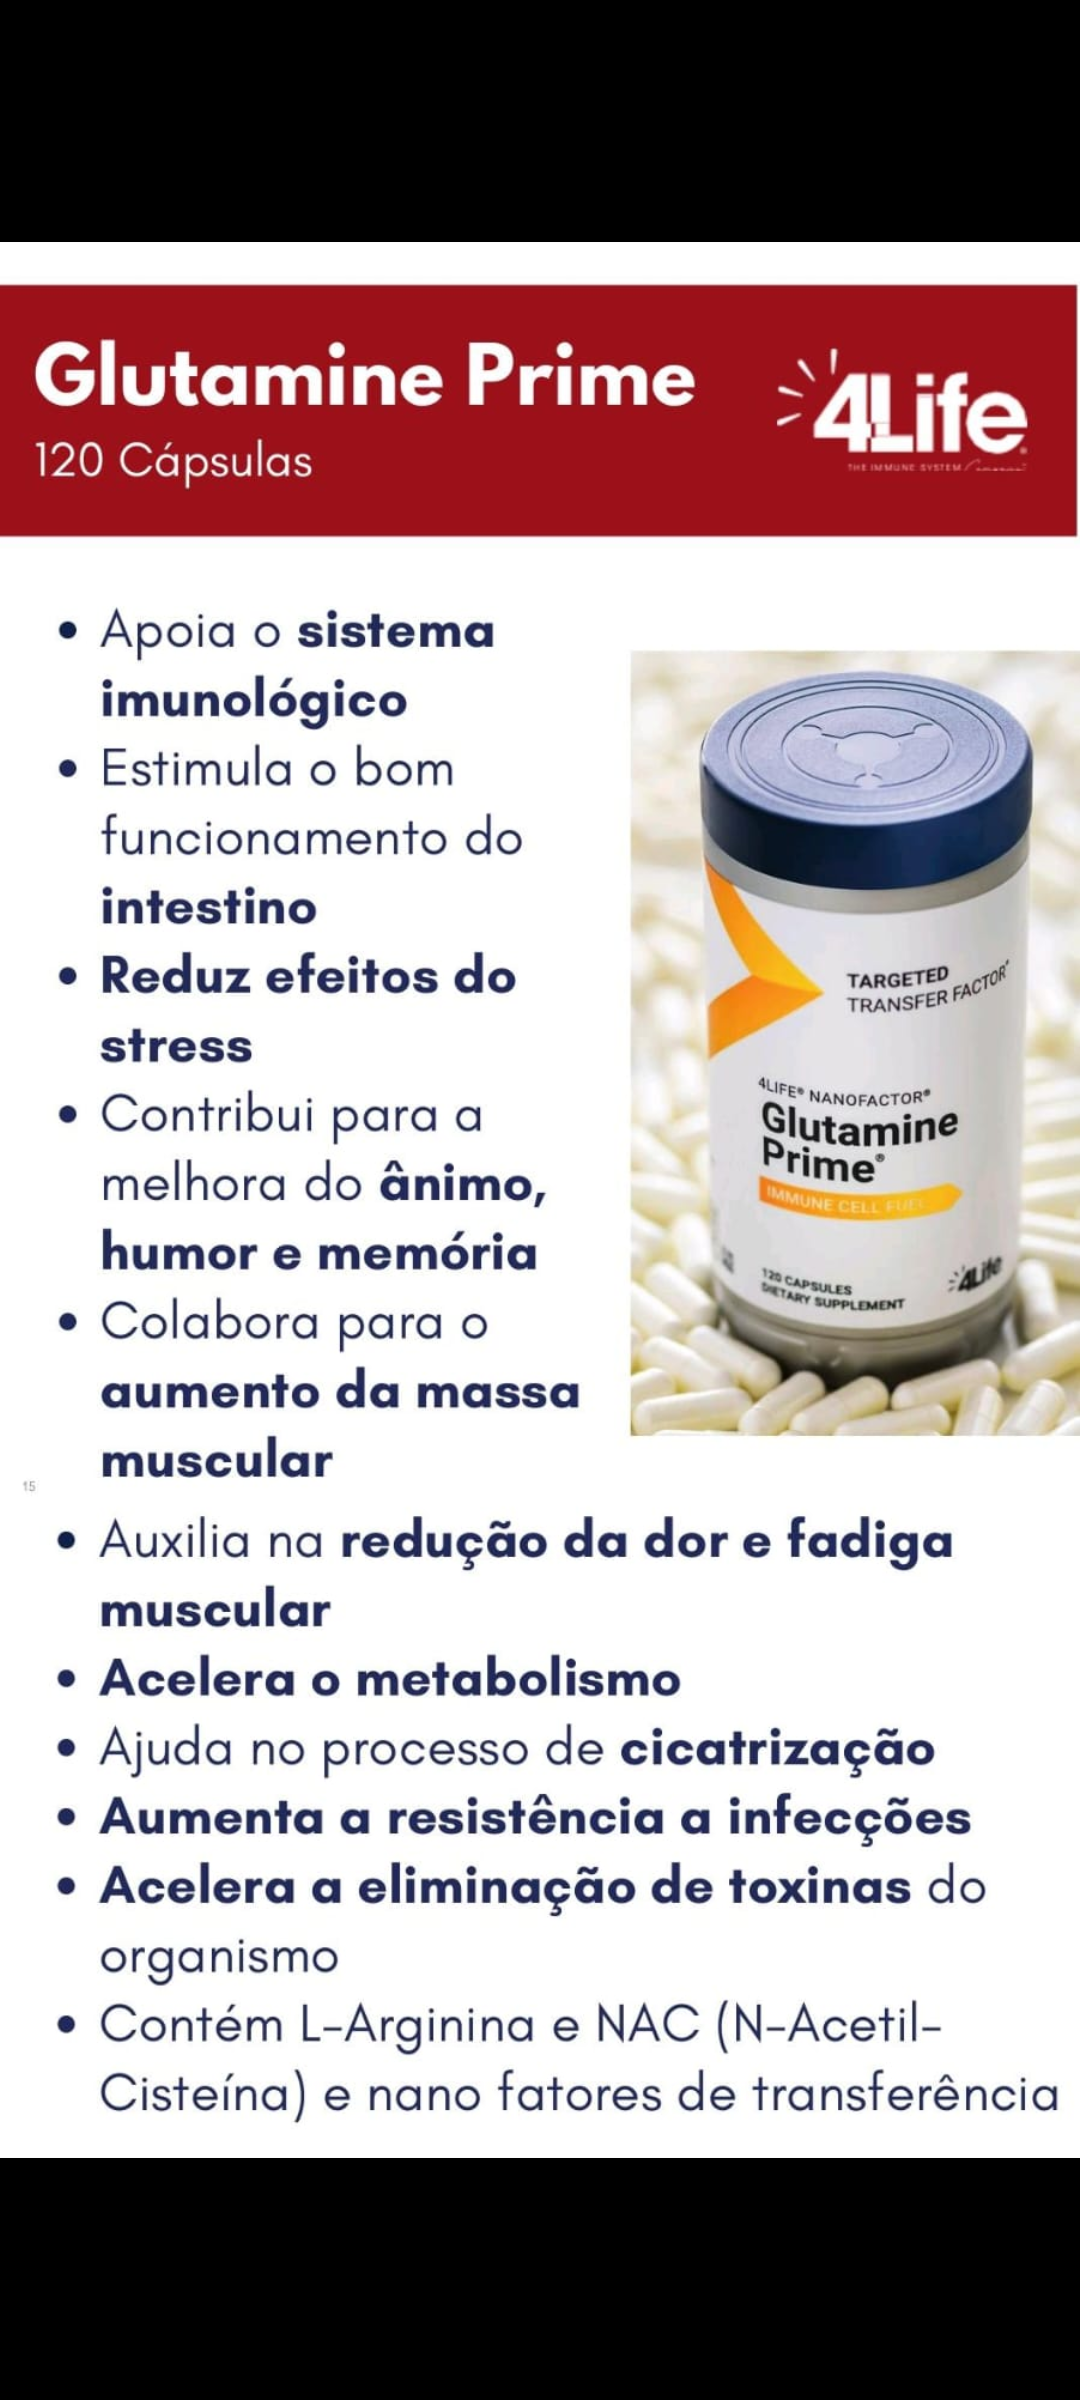 Glutamine Prime
120 Cápsulas
4Life
THE IMMUNE SYSTEM Company
• Apoia o sistema
imunológico
• Estimula o bom
funcionamento do
intestino
• Reduz efeitos do
stress
• Contribui para a
melhora do ânimo,
humor e memória
• Colabora para o
aumento da massa
muscular
TARGETED
TRANSFER FACTOR®
4LIFE® NANOFACTOR®
Glutamine
Prime®
IMMUNE CELL FUEL
120 CAPSULES
DIETARY SUPPLEMENT
4Life
15
• Auxilia na redução da dor e fadiga
muscular
• Acelera o metabolismo
• Ajuda no processo de cicatrização
• Aumenta a resistência a infecções
• Acelera a eliminação de toxinas do
organismo
• Contém L-Arginina e NAC (N-Acetil-
Cisteína) e nano fatores de transferência